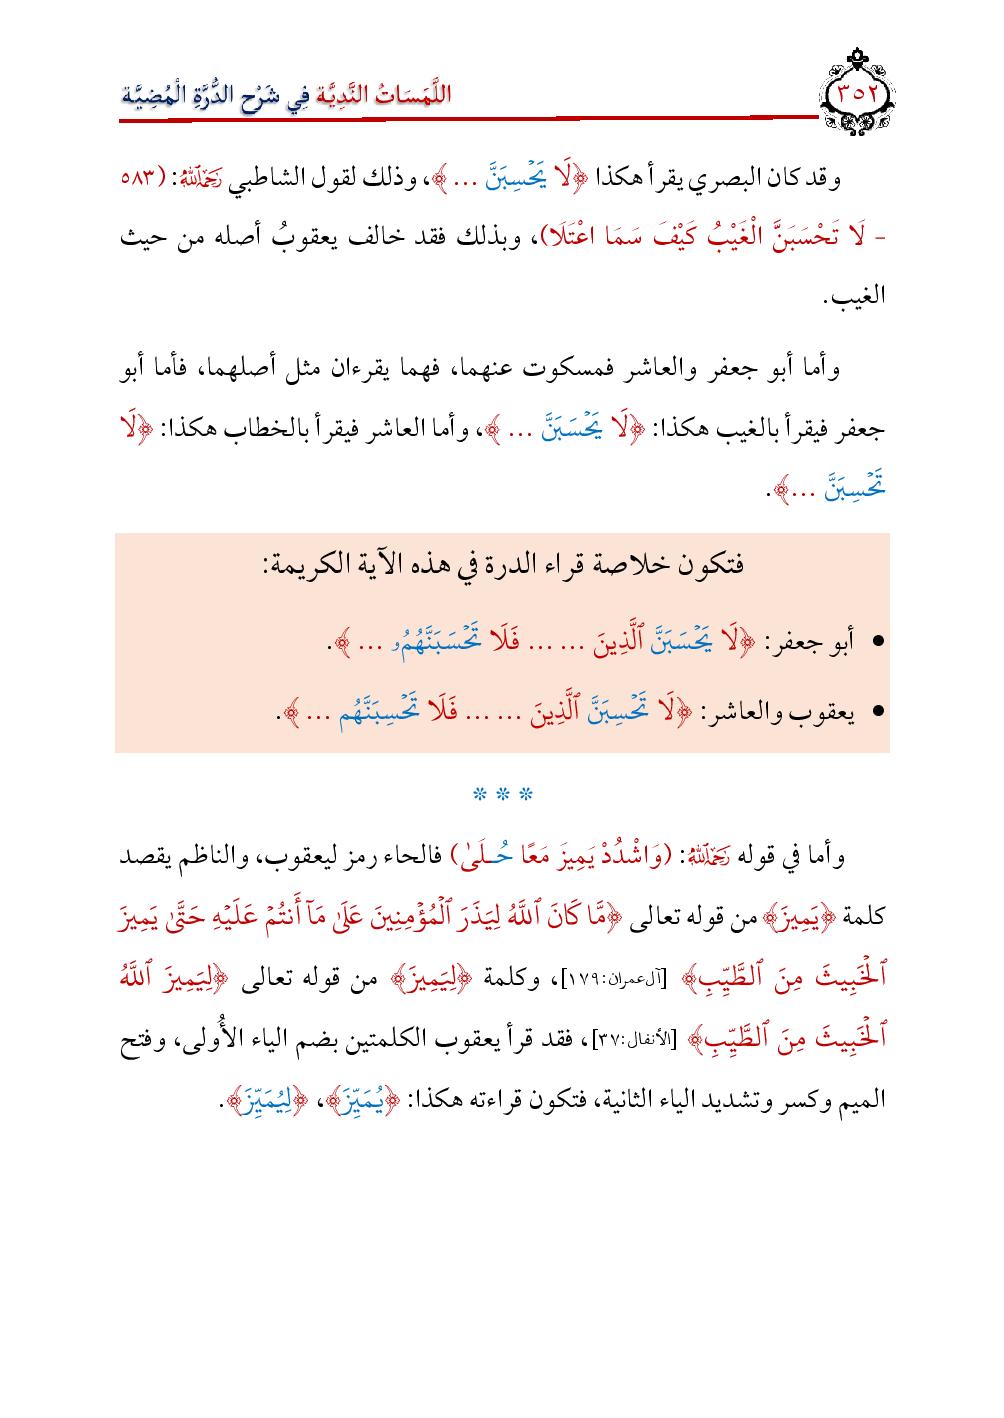 ٣٥٢
اللَّمَسَاتُ النَّدِيَّة فِي شَرْح الدُّرَّةِ الْمُضِيَّة
وقد كان البصري يقرأ هكذا ﴿لَا يَحۡسِبَنَّ ... ﴾، وذلك لقول الشاطبي رَحِمَهُ ٱللَّهُ: (٥٨٣
- لَا تَحْسَبَنَّ الْغَيْبُ كَيْفَ سَمَا اعْتَلَا)، وبذلك فقد خالف يعقوبُ أصله من حيث
الغيب.
وأما أبو جعفر والعاشر فمسكوت عنهما، فهما يقرءان مثل أصلهما، فأما أبو
جعفر فيقرأ بالغيب هكذا: ﴿لَا يَحۡسَبَنَّ ... ﴾، وأما العاشر فيقرأ بالخطاب هكذا: ﴿لَا
تَحۡسِبَنَّ ...﴾.
فتكون خلاصة قراء الدرة في هذه الآية الكريمة:
• أبو جعفر: ﴿لَا يَحۡسَبَنَّ ٱلَّذِينَ ... ... فَلَا تَحۡسَبَنَّهُمُۥ ... ﴾.
• يعقوب والعاشر: ﴿لَا تَحۡسِبَنَّ ٱلَّذِينَ ... ... فَلَا تَحۡسِبَنَّهُم ... ﴾.
* * *
وأما في قوله رَحِمَهُ ٱللَّهُ: (وَاشْدُدْ يَمِيزَ مَعًا حُـلَىٰ) فالحاء رمز ليعقوب، والناظم يقصد
كلمة ﴿يَمِيزَ﴾ من قوله تعالى ﴿مَّا كَانَ ٱللَّهُ لِيَذَرَ ٱلۡمُؤۡمِنِينَ عَلَىٰ مَآ أَنتُمۡ عَلَيۡهِ حَتَّىٰ يَمِيزَ
ٱلۡخَبِيثَ مِنَ ٱلطَّيِّبِ﴾ [آل عمران: ١٧٩]، وكلمة ﴿لِيَمِيزَ﴾ من قوله تعالى ﴿لِيَمِيزَ ٱللَّهُ
ٱلۡخَبِيثَ مِنَ ٱلطَّيِّبِ﴾ [الأنفال: ٣٧]، فقد قرأ يعقوب الكلمتين بضم الياء الأُولى، وفتح
الميم وكسر وتشديد الياء الثانية، فتكون قراءته هكذا: ﴿يُمَيِّزَ﴾، ﴿لِيُمَيِّزَ﴾.